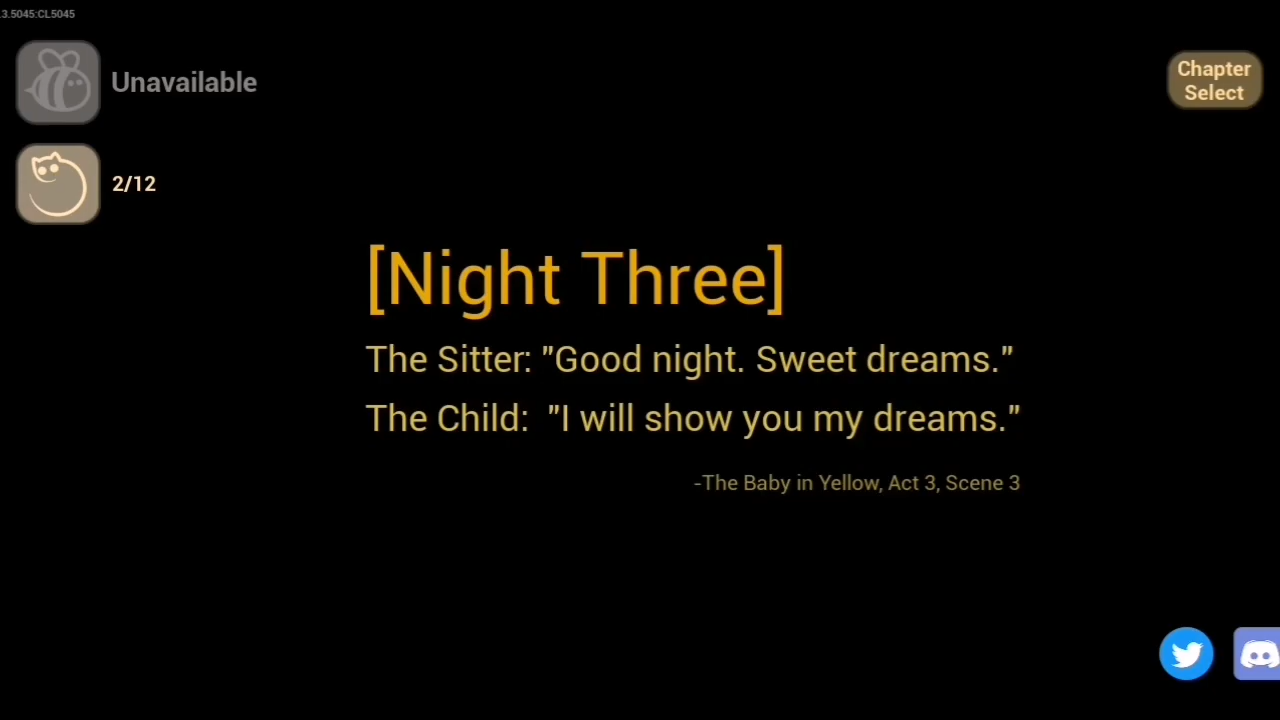 .3.5045:CL5045
Unavailable
Chapter
Select
2/12
[Night Three]
The Sitter: "Good night. Sweet dreams."
The Child:  "I will show you my dreams."
-The Baby in Yellow, Act 3, Scene 3